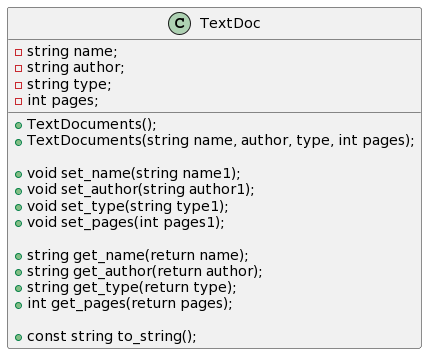 C TextDoc
string name;
string author;
string type;
int pages;
TextDocuments();
TextDocuments(string name, author, type, int pages);
void set_name(string name1);
void set_author(string author1);
void set_type(string type1);
void set_pages(int pages1);
string get_name(return name);
string get_author(return author);
string get_type(return type);
int get_pages(return pages);
const string to_string();